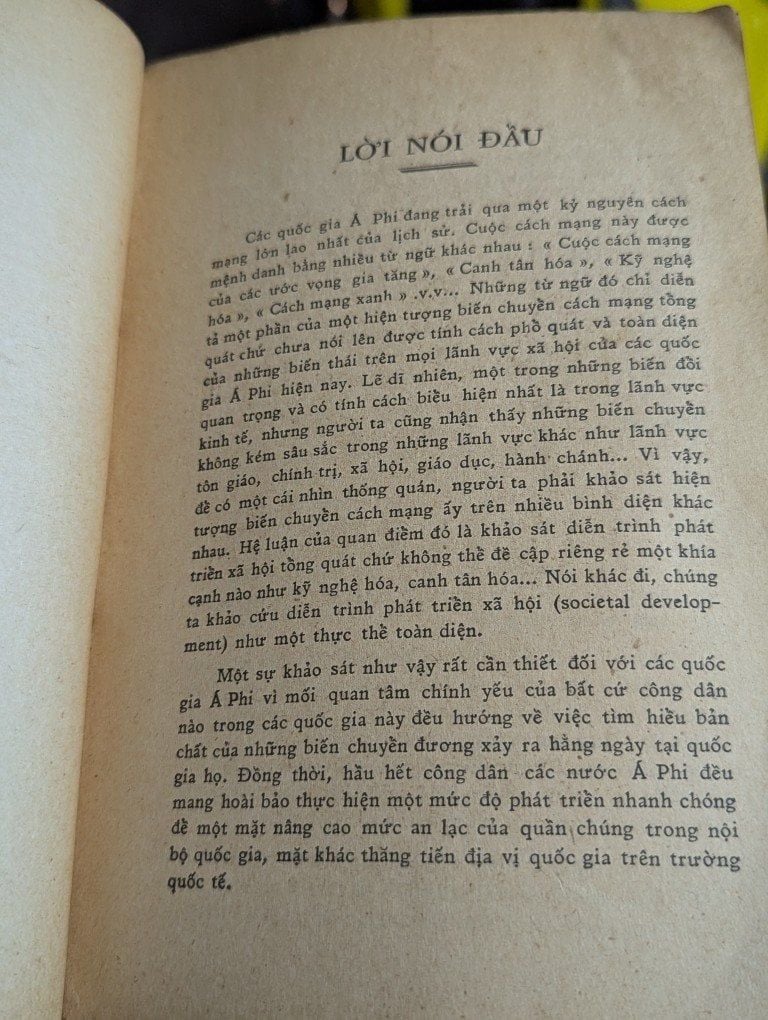 LỜI NÓI ĐẦU
Các quốc gia Á Phi đang trải qua một kỷ nguyên cách
mạng lớn lao nhất của lịch sử. Cuộc cách mạng này được
mệnh danh bằng nhiều từ ngữ khác nhau : « Cuộc cách mạng
của các ước vọng gia tăng », « Canh tân hóa », « Kỹ nghệ
hóa », « Cách mạng xanh » .v.v... Những từ ngữ đó chỉ diễn
tả một phần của một hiện tượng biến chuyển cách mạng tổng
quát chứ chưa nói lên được tính cách phổ quát và toàn diện
của những biến thái trên mọi lãnh vực xã hội của các quốc
gia Á Phi hiện nay. Lẽ dĩ nhiên, một trong những biến đổi
quan trọng và có tính cách biểu hiện nhất là trong lãnh vực
kinh tế, nhưng người ta cũng nhận thấy những biến chuyển
không kém sâu sắc trong những lãnh vực khác như lãnh vực
tôn giáo, chính trị, xã hội, giáo dục, hành chánh... Vì vậy,
để có một cái nhìn thống quán, người ta phải khảo sát hiện
tượng biến chuyển cách mạng ấy trên nhiều bình diện khác
nhau. Hệ luận của quan điểm đó là khảo sát diễn trình phát
triển xã hội tổng quát chứ không thể đề cập riêng rẽ một khía
cạnh nào như kỹ nghệ hóa, canh tân hóa... Nói khác đi, chúng
ta khảo cứu diễn trình phát triển xã hội (societal develop-
ment) như một thực thể toàn diện.
Một sự khảo sát như vậy rất cần thiết đối với các quốc
gia Á Phi vì mối quan tâm chính yếu của bất cứ công dân
nào trong các quốc gia này đều hướng về việc tìm hiểu bản
chất của những biến chuyển đương xảy ra hằng ngày tại quốc
gia họ. Đồng thời, hầu hết công dân các nước Á Phi đều
mang hoài bảo thực hiện một mức độ phát triển nhanh chóng
để một mặt nâng cao mức an lạc của quần chúng trong nội
bộ quốc gia, mặt khác thăng tiến địa vị quốc gia trên trường
quốc tế.